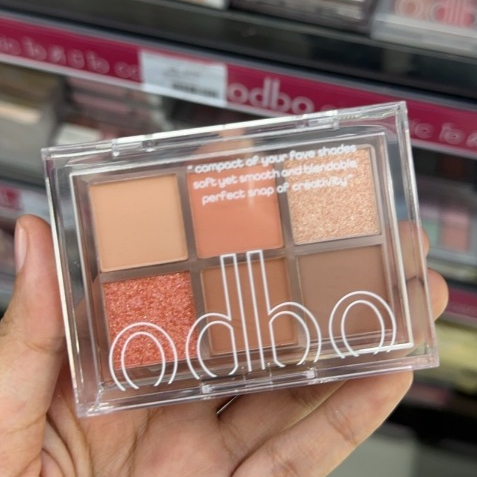 odbo
" compact of your fave shades
soft yet smooth and blendable
perfect snap of creativity "
odbo